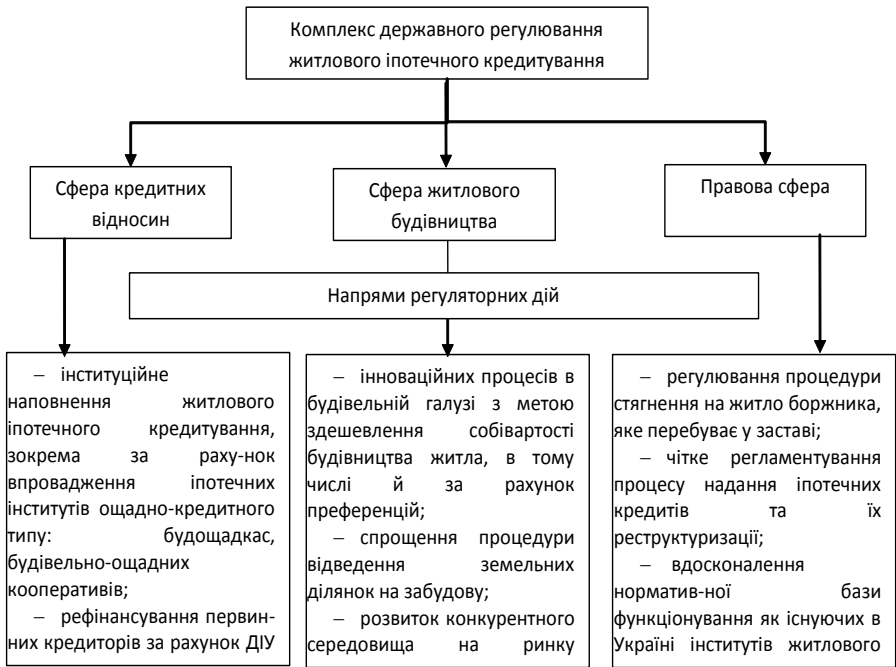 Комплекс державного регулювання
житлового іпотечного кредитування
Сфера кредитних
відносин
Сфера житлового
будівництва
Правова сфера
Напрями регуляторних дій
– інституційне
наповнення житлового
іпотечного кредитування,
зокрема за раху-нок
впровадження іпотечних
інститутів ощадно-кредитного
типу: будощадкас,
будівельно-ощадних
кооперативів;
– рефінансування первин-
них кредиторів за рахунок ДІУ
– інноваційних процесів в
будівельній галузі з метою
здешевлення собівартості
будівництва житла, в тому
числі й за рахунок
преференцій;
– спрощення процедури
відведення земельних
ділянок на забудову;
– розвиток конкурентного
середовища на ринку
– регулювання процедури
стягнення на житло боржника,
яке перебуває у заставі;
– чітке регламентування
процесу надання іпотечних
кредитів та їх
реструктуризації;
– вдосконалення
норматив-ної бази
функціонування як існуючих в
Україні інститутів житлового